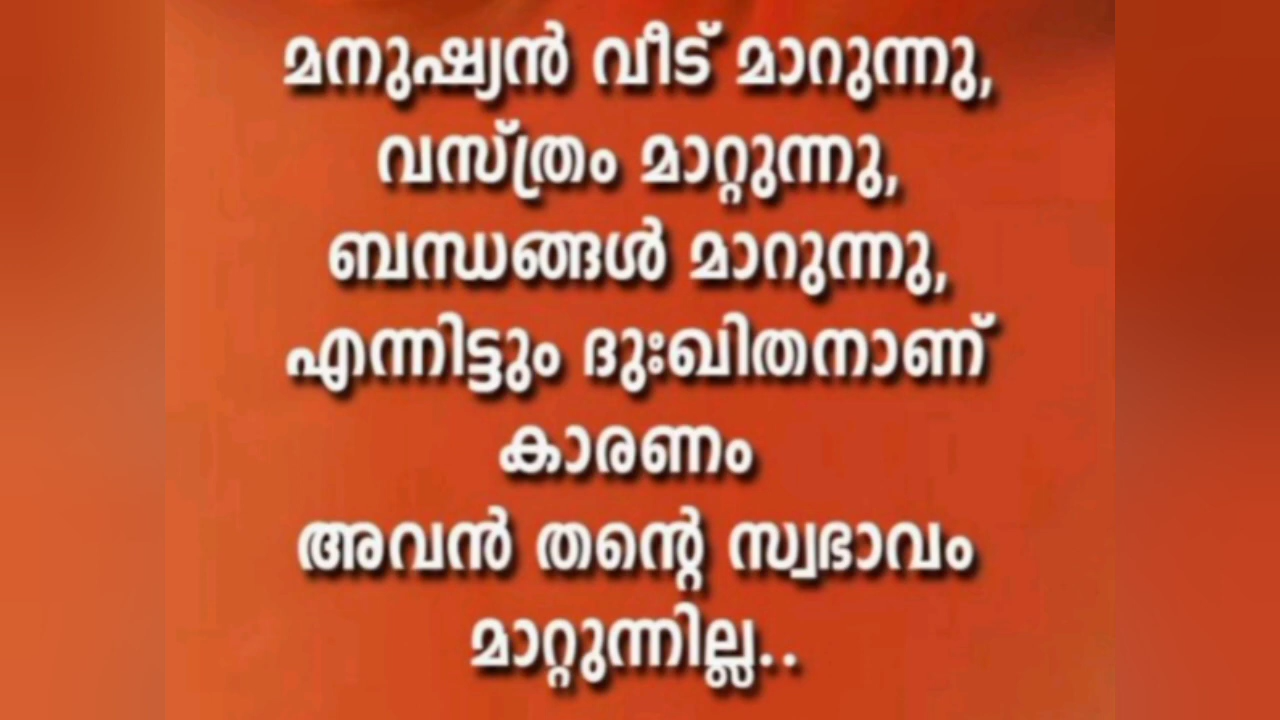 മനുഷ്യൻ വീട് മാറുന്നു,
വസ്ത്രം മാറ്റുന്നു,
ബന്ധങ്ങൾ മാറുന്നു,
എന്നിട്ടും ദുഃഖിതനാണ്
കാരണം
അവൻ തന്റെ സ്വഭാവം
മാറ്റുന്നില്ല..